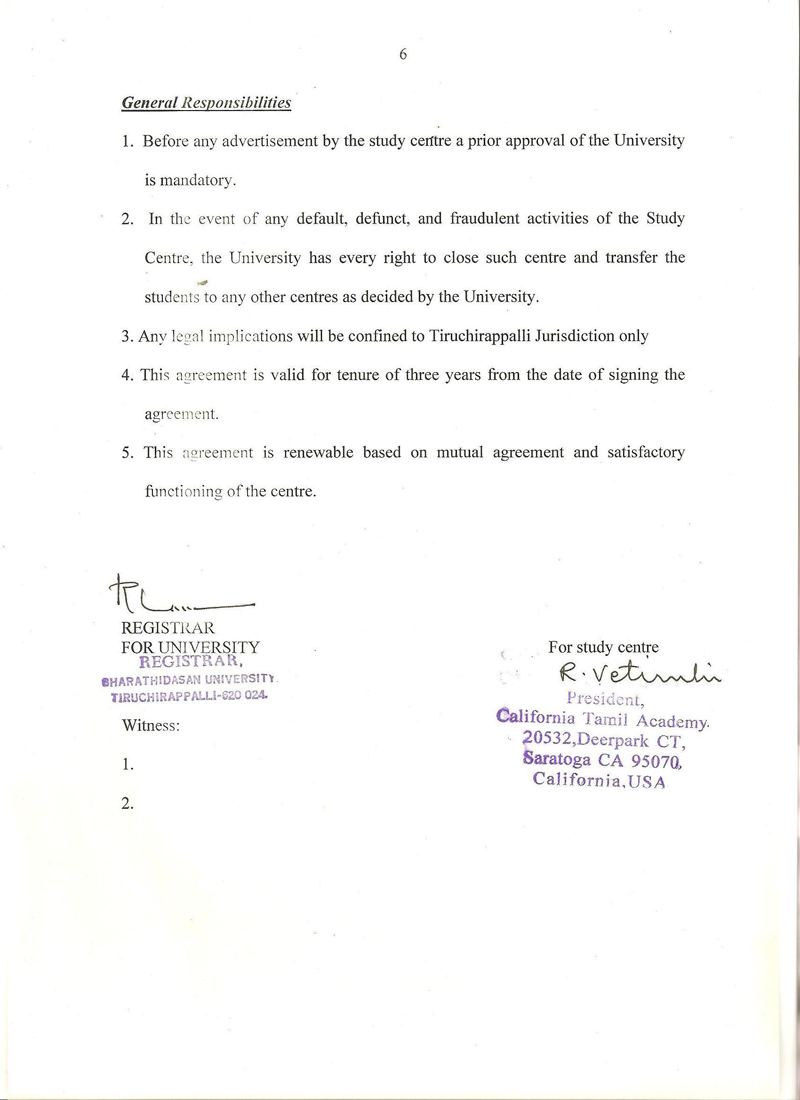 6
General Responsibilities
1. Before any advertisement by the study centre a prior approval of the University
is mandatory.
2. In the event of any default, defunct, and fraudulent activities of the Study
Centre, the University has every right to close such centre and transfer the
students to any other centres as decided by the University.
3. Any legal implications will be confined to Tiruchirappalli Jurisdiction only
4. This agreement is valid for tenure of three years from the date of signing the
agreement.
5. This agreement is renewable based on mutual agreement and satisfactory
functioning of the centre.
REGISTRAR
FOR UNIVERSITY
REGISTRAR,
BHARATHIDASAN UNIVERSITY.
TIRUCHIRAPPALLI-620 024.
Witness:
1.
2.
For study centre
R.
President,
California Tamil Academy.
20532,Deerpark CT,
Saratoga CA 95070,
California,USA